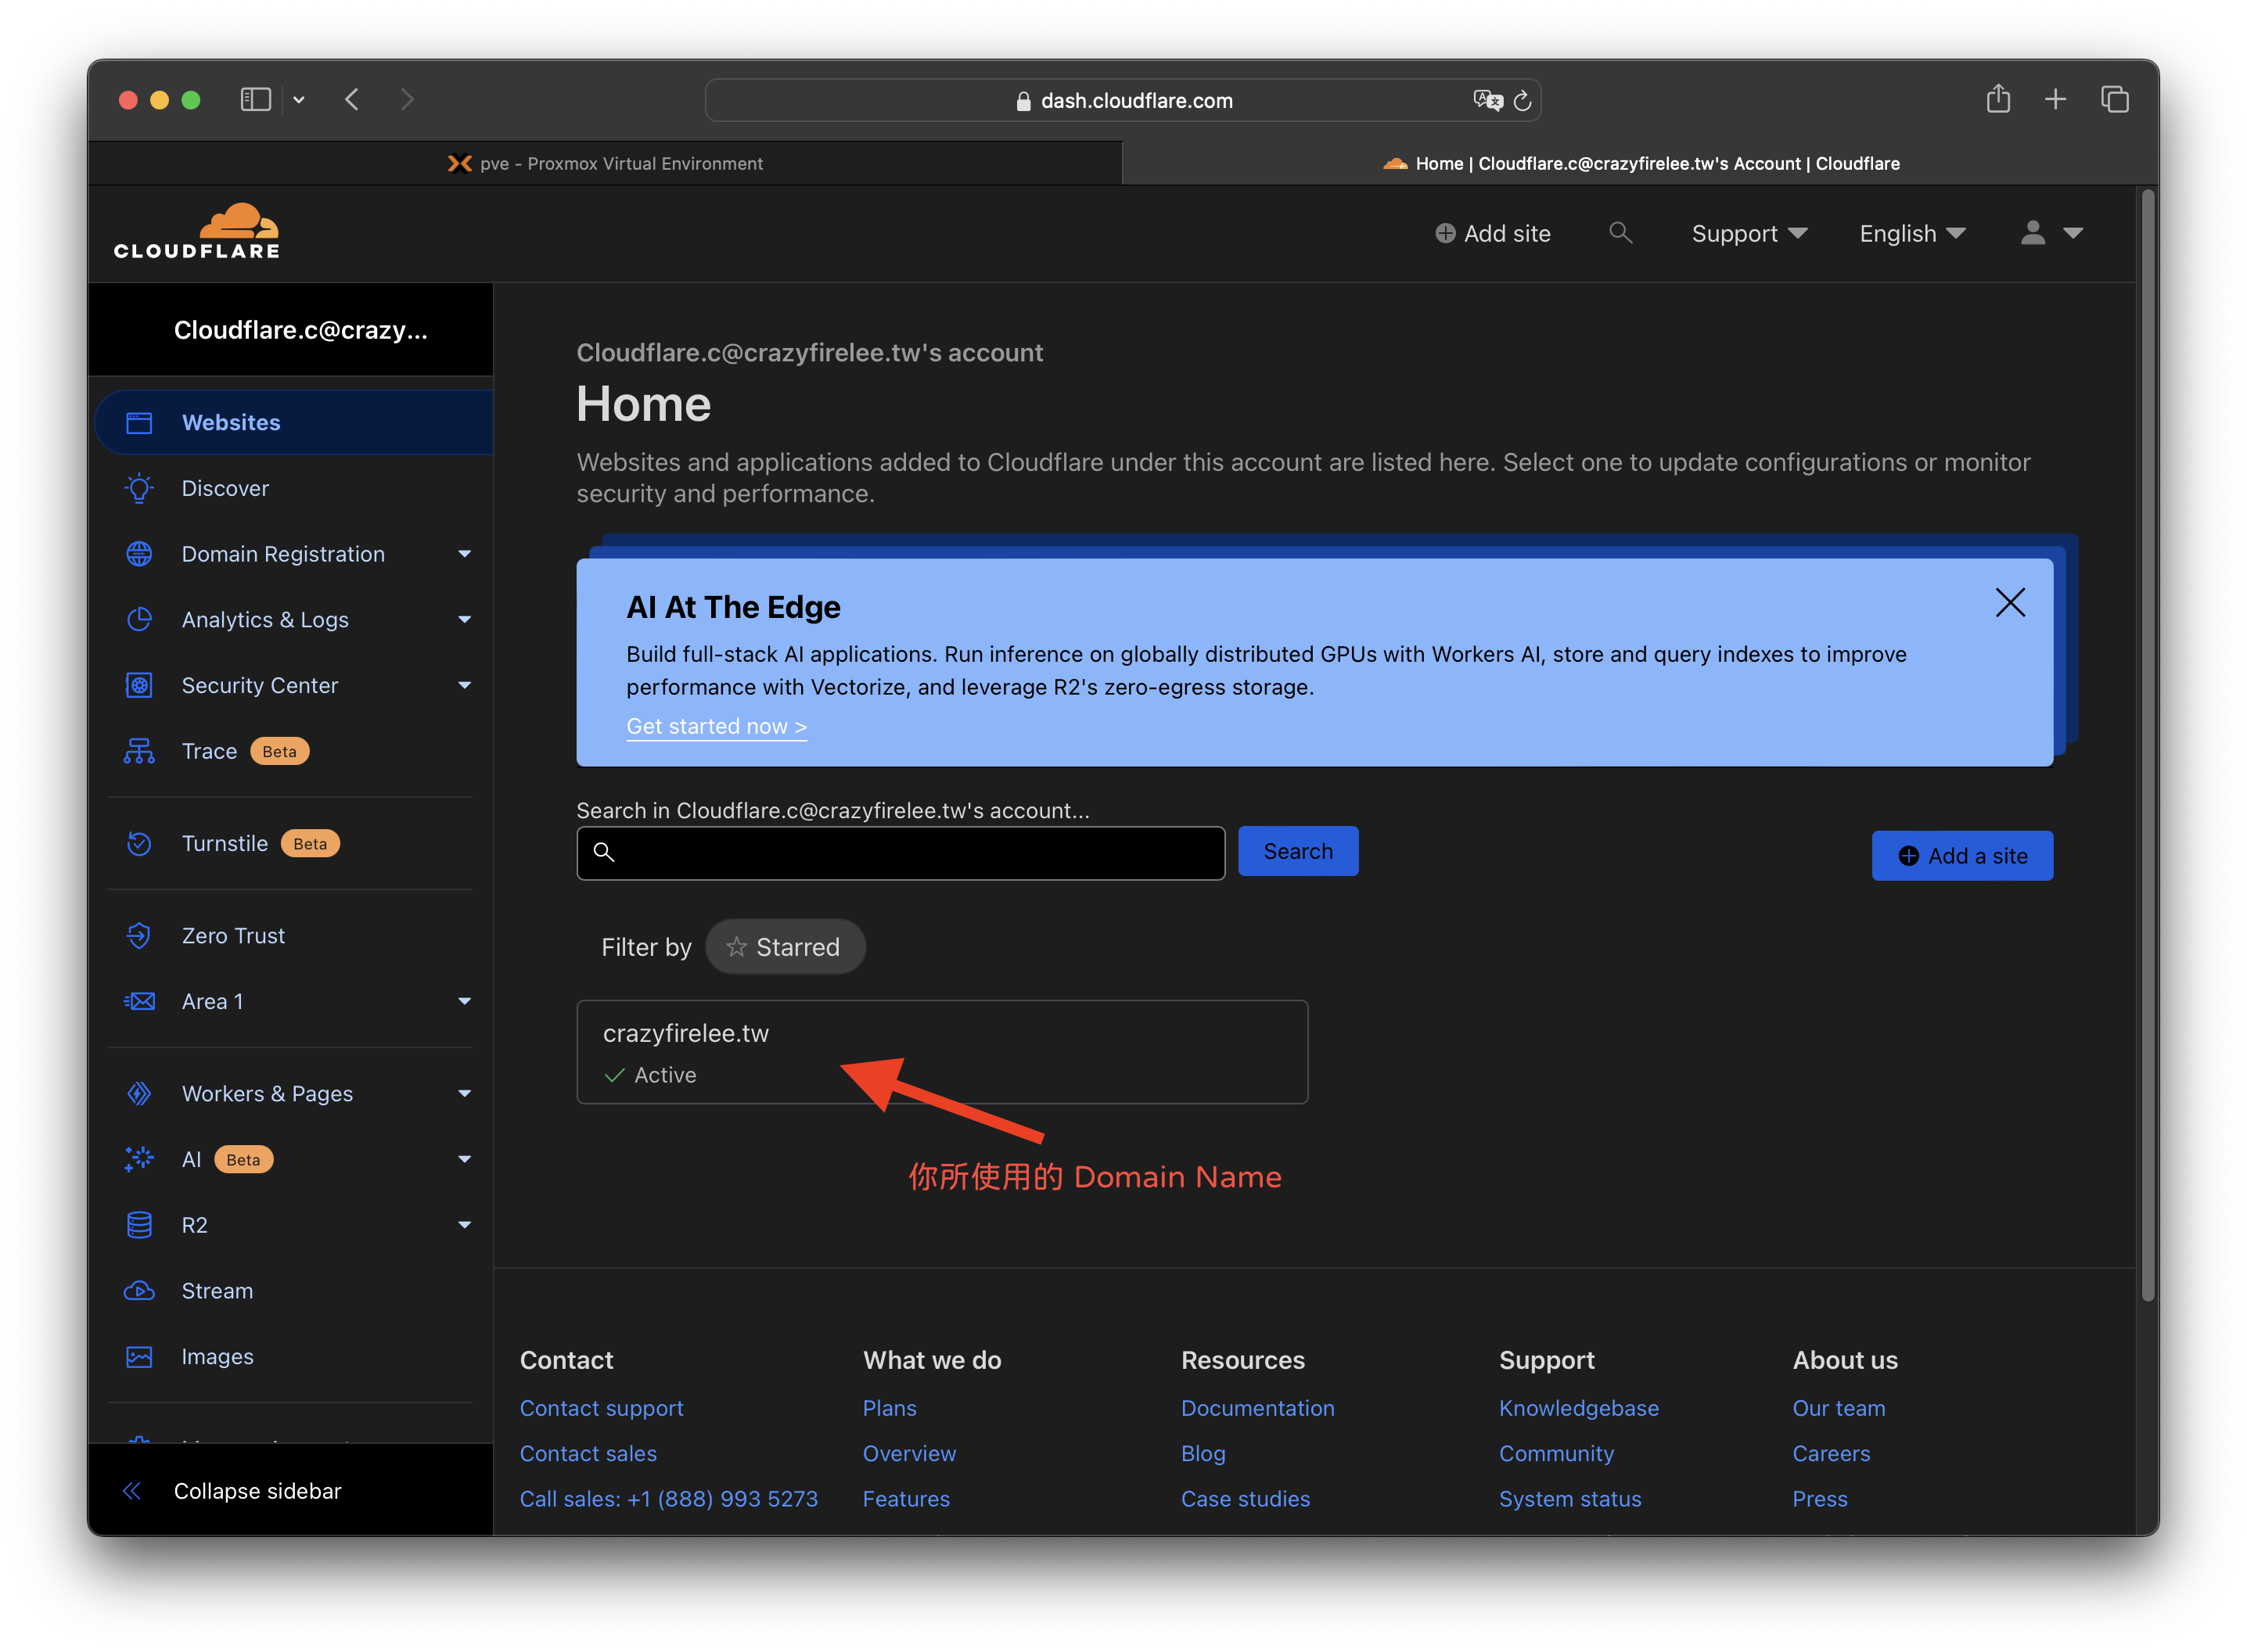 dash.cloudflare.com
pve - Proxmox Virtual Environment
Home | Cloudflare.c@crazyfirelee.tw's Account | Cloudflare
CLOUDFLARE
Add site
Support
English
Cloudflare.c@crazy...
Websites
Discover
Domain Registration
Analytics & Logs
Security Center
Trace Beta
Turnstile Beta
Zero Trust
Area 1
Workers & Pages
AI Beta
R2
Stream
Images
Collapse sidebar
Cloudflare.c@crazyfirelee.tw's account
Home
Websites and applications added to Cloudflare under this account are listed here. Select one to update configurations or monitor
security and performance.
AI At The Edge
Build full-stack AI applications. Run inference on globally distributed GPUs with Workers AI, store and query indexes to improve
performance with Vectorize, and leverage R2's zero-egress storage.
Get started now >
Search in Cloudflare.c@crazyfirelee.tw's account...
Search
Add a site
Filter by Starred
crazyfirelee.tw
Active
你所使用的 Domain Name
Contact
Contact support
Contact sales
Call sales: +1 (888) 993 5273
What we do
Plans
Overview
Features
Resources
Documentation
Blog
Case studies
Support
Knowledgebase
Community
System status
About us
Our team
Careers
Press